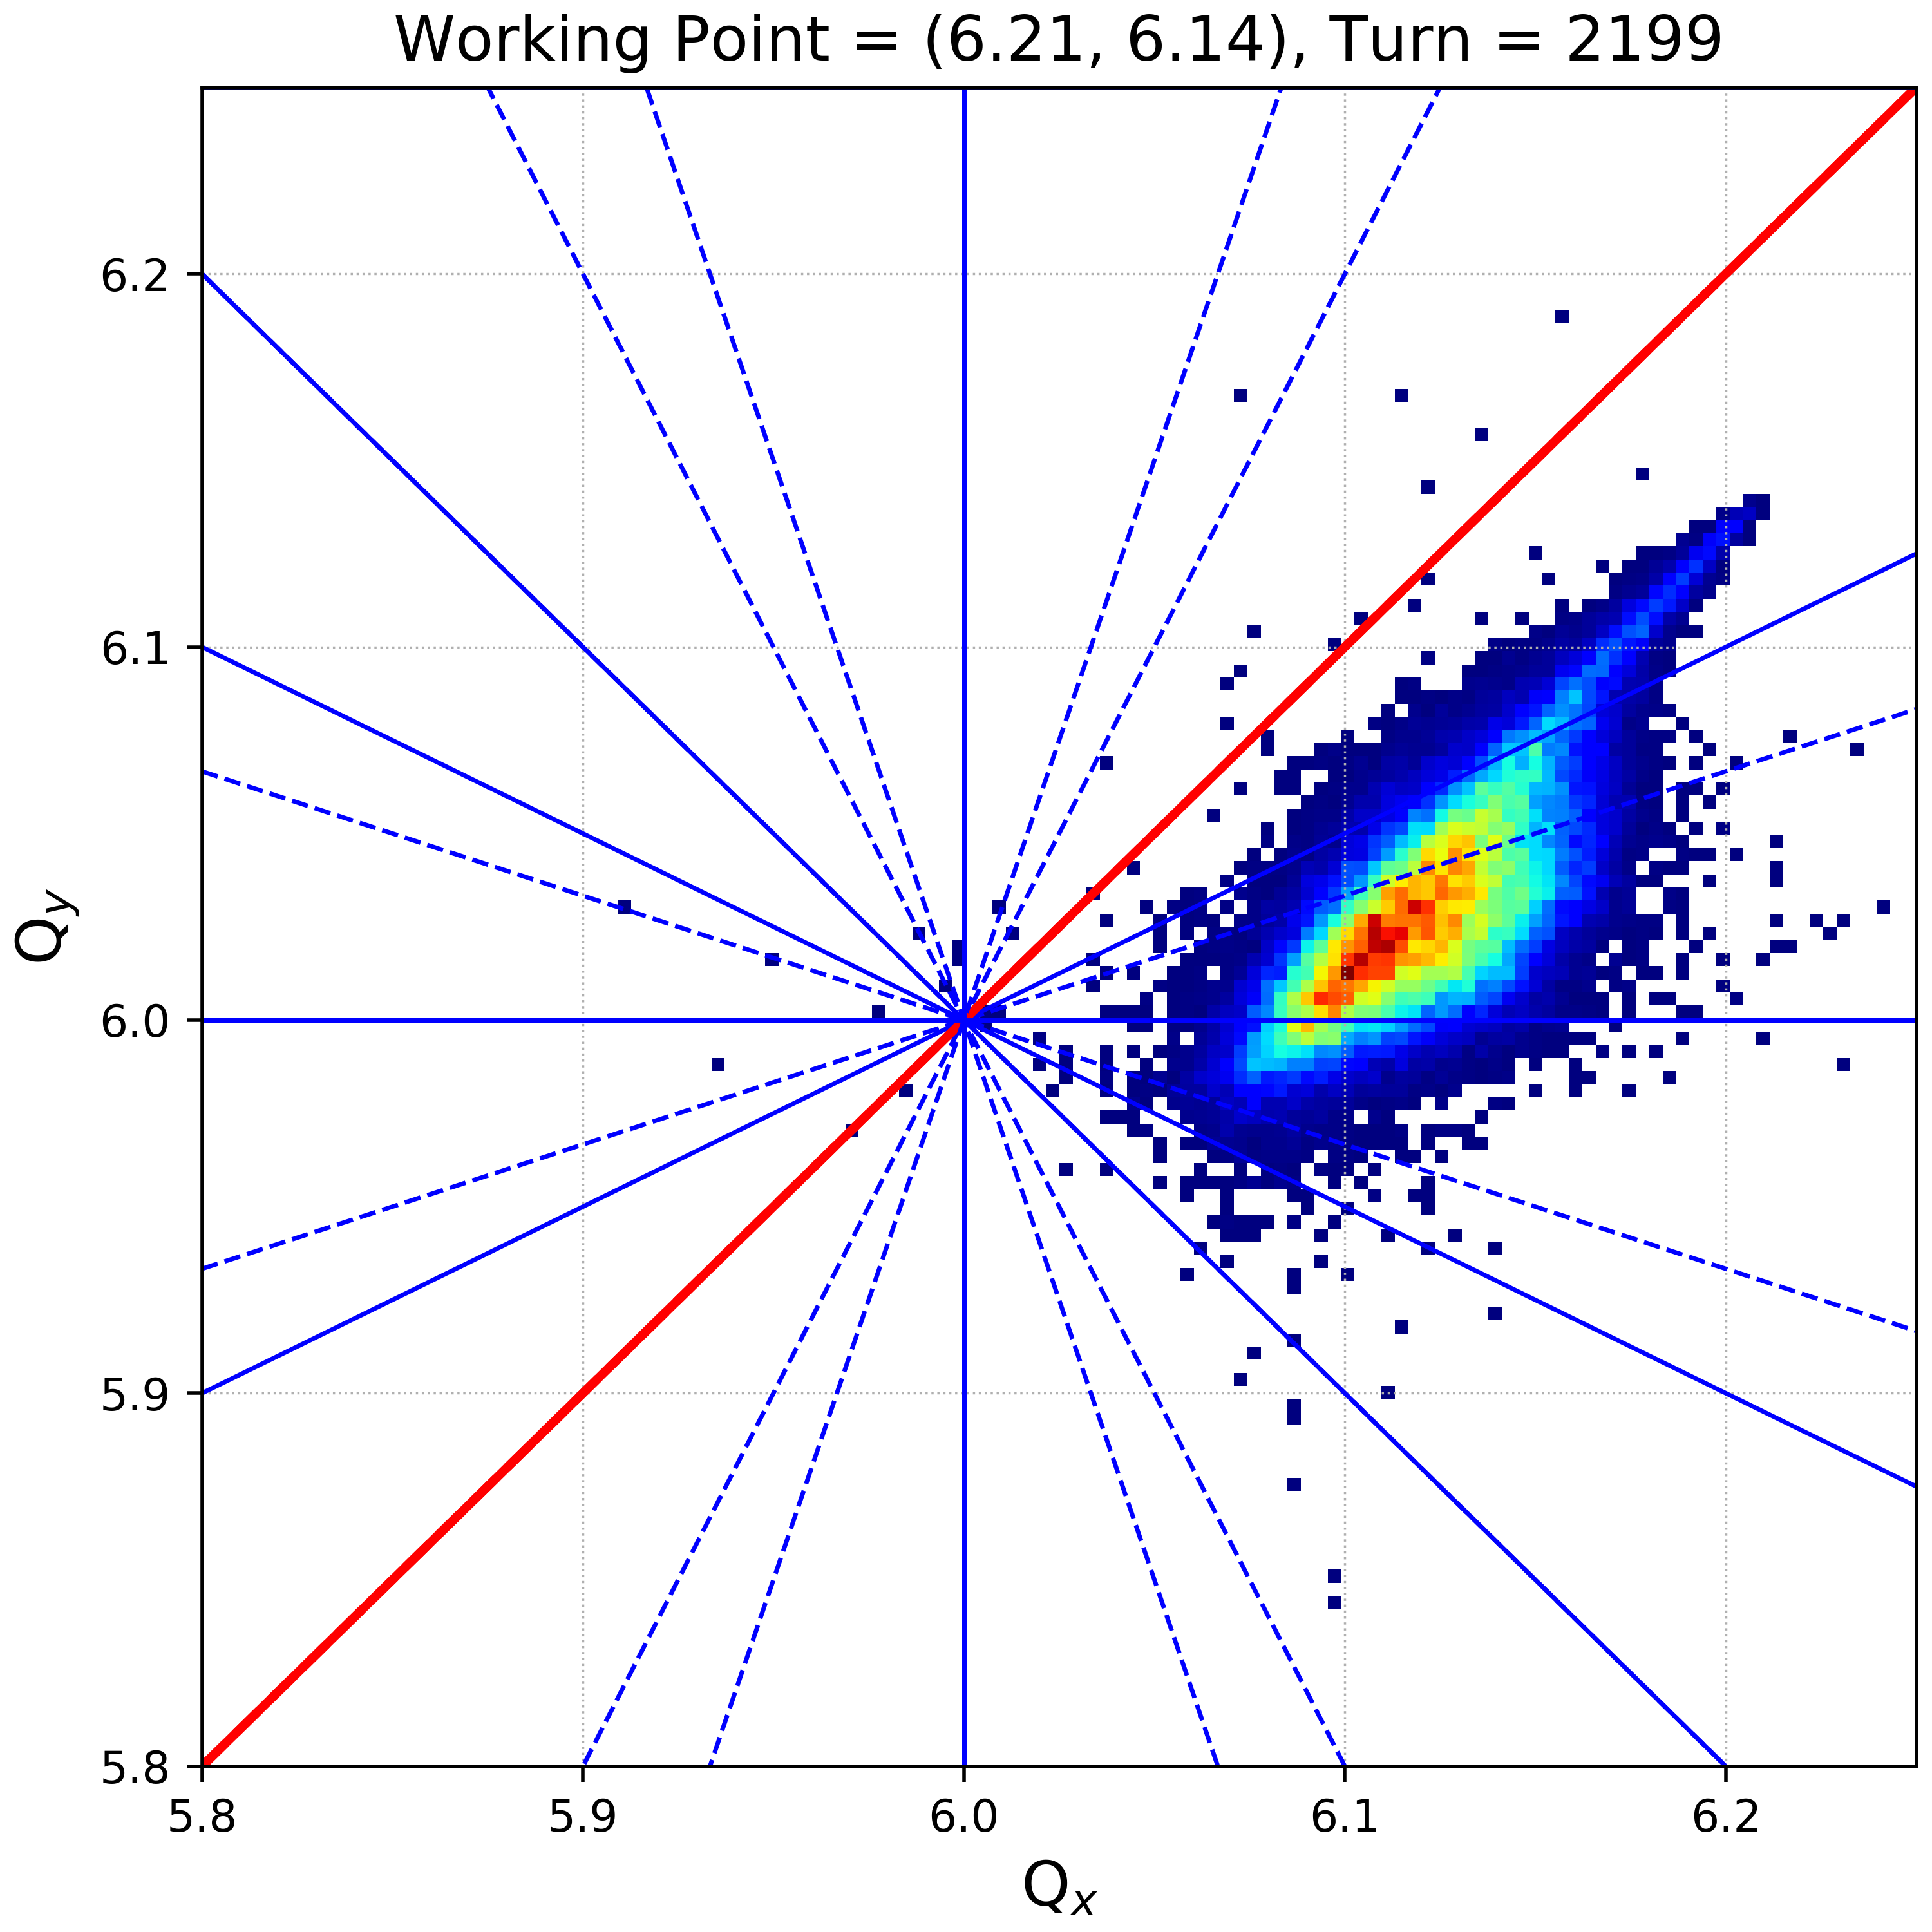 Working Point = (6.21, 6.14), Turn = 2199
6.2
6.1
6.0
5.9
5.8
Qy
5.8 5.9 6.0 6.1 6.2
Qx